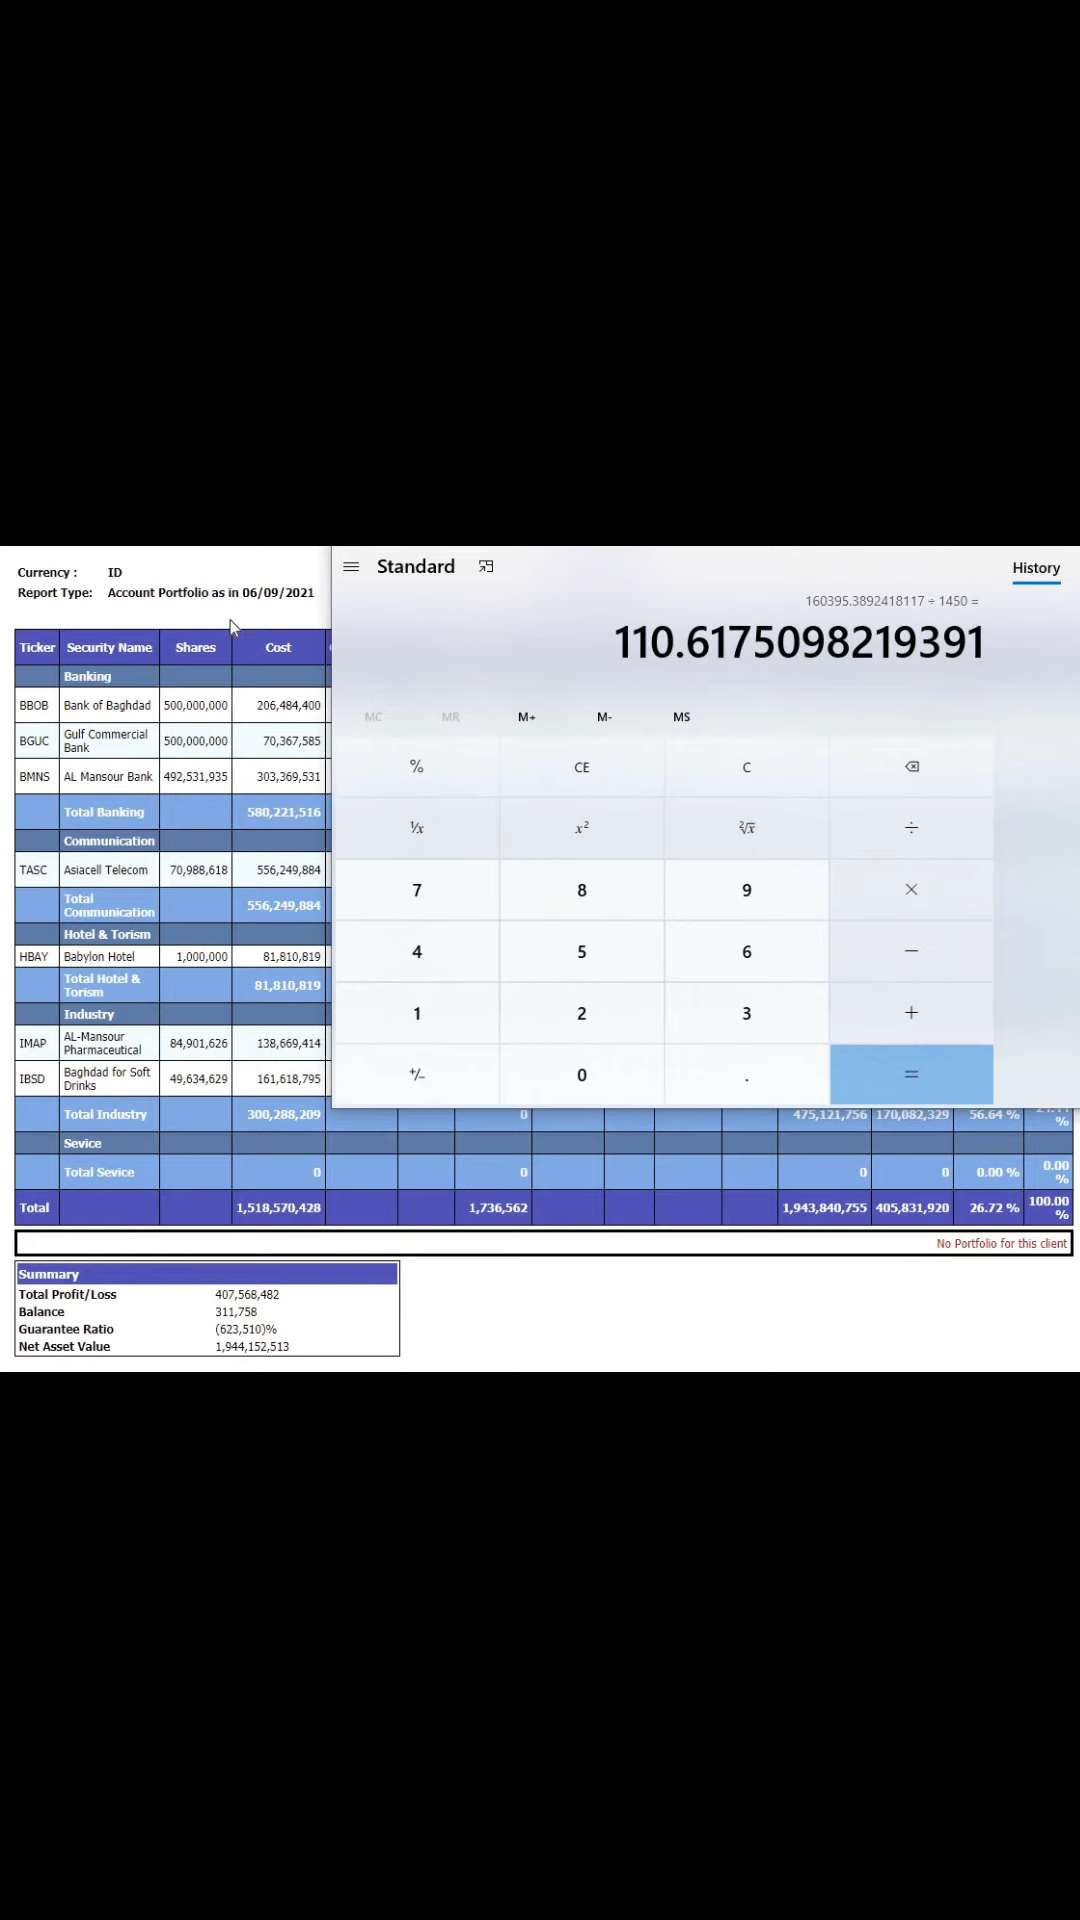 Currency : ID
Report Type: Account Portfolio as in 06/09/2021
Standard
History
160395.3892418117 ÷ 1450 =
110.6175098219391
MC MR M+ M- MS
% CE C
⅟x x² ²√x ÷
7 8 9 ×
4 5 6 −
1 2 3 +
+/− 0 . =
Ticker Security Name Shares Cost
Banking
BBOB Bank of Baghdad 500,000,000 206,484,400
BGUC Gulf Commercial Bank 500,000,000 70,367,585
BMNS AL Mansour Bank 492,531,935 303,369,531
Total Banking 580,221,516
Communication
TASC Asiacell Telecom 70,988,618 556,249,884
Total Communication 556,249,884
Hotel & Torism
HBAY Babylon Hotel 1,000,000 81,810,819
Total Hotel & Torism 81,810,819
Industry
IMAP AL-Mansour Pharmaceutical 84,901,626 138,669,414
IBSD Baghdad for Soft Drinks 49,634,629 161,618,795
Total Industry 300,288,209 0 475,121,756 170,082,329 56.64 % %
Sevice
Total Sevice 0 0 0 0 0.00 % 0.00 %
Total 1,518,570,428 1,736,562 1,943,840,755 405,831,920 26.72 % 100.00 %
No Portfolio for this client
Summary
Total Profit/Loss 407,568,482
Balance 311,758
Guarantee Ratio (623,510)%
Net Asset Value 1,944,152,513